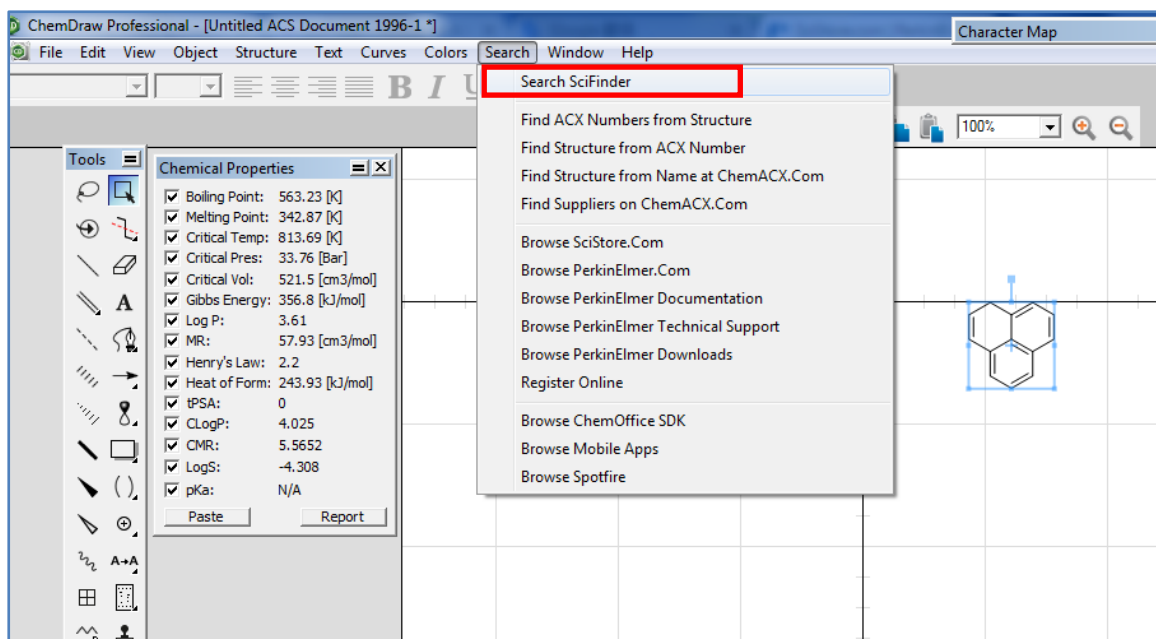 ChemDraw Professional - [Untitled ACS Document 1996-1 *]
Character Map
File Edit View Object Structure Text Curves Colors Search Window Help
B I U
Search SciFinder
Find ACX Numbers from Structure
Find Structure from ACX Number
Find Structure from Name at ChemACX.Com
Find Suppliers on ChemACX.Com
Browse SciStore.Com
Browse PerkinElmer.Com
Browse PerkinElmer Documentation
Browse PerkinElmer Technical Support
Browse PerkinElmer Downloads
Register Online
Browse ChemOffice SDK
Browse Mobile Apps
Browse Spotfire
100%
Tools
A
A→A
Chemical Properties
Boiling Point: 563.23 [K]
Melting Point: 342.87 [K]
Critical Temp: 813.69 [K]
Critical Pres: 33.76 [Bar]
Critical Vol: 521.5 [cm3/mol]
Gibbs Energy: 356.8 [kJ/mol]
Log P: 3.61
MR: 57.93 [cm3/mol]
Henry's Law: 2.2
Heat of Form: 243.93 [kJ/mol]
tPSA: 0
CLogP: 4.025
CMR: 5.5652
LogS: -4.308
pKa: N/A
Paste Report